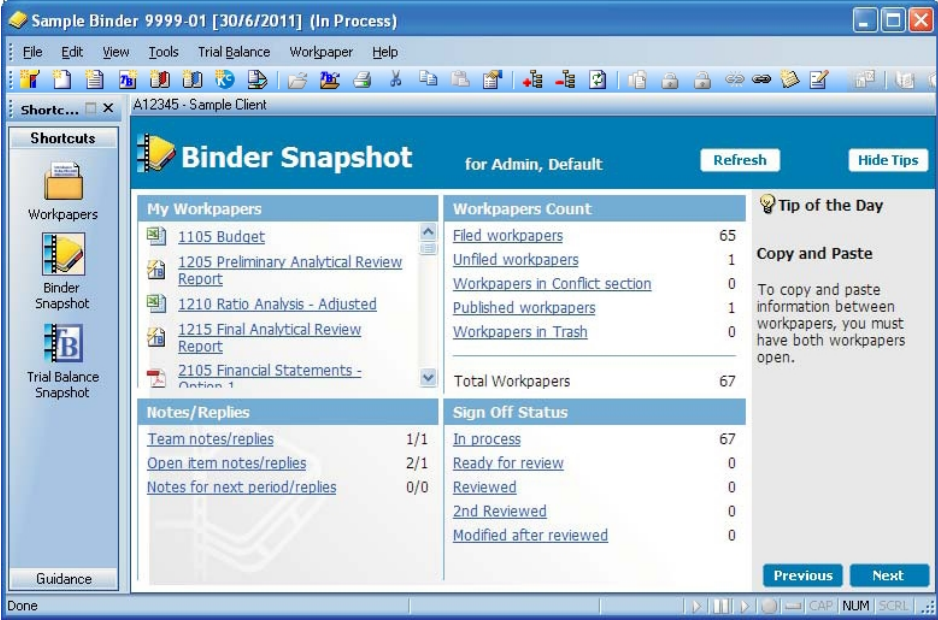 Sample Binder 9999-01 [30/6/2011] (In Process)
File Edit View Tools Trial Balance Workpaper Help
Shortc...
A12345 - Sample Client
Shortcuts
Workpapers
Binder
Snapshot
Trial Balance
Snapshot
Guidance
Binder Snapshot
for Admin, Default
Refresh
Hide Tips
My Workpapers
1105 Budget
1205 Preliminary Analytical Review
Report
1210 Ratio Analysis - Adjusted
1215 Final Analytical Review
Report
2105 Financial Statements -
Option 1
Workpapers Count
Filed workpapers 65
Unfiled workpapers 1
Workpapers in Conflict section 0
Published workpapers 1
Workpapers in Trash 0
Total Workpapers 67
Notes/Replies
Team notes/replies 1/1
Open item notes/replies 2/1
Notes for next period/replies 0/0
Sign Off Status
In process 67
Ready for review 0
Reviewed 0
2nd Reviewed 0
Modified after reviewed 0
Tip of the Day
Copy and Paste
To copy and paste
information between
workpapers, you must
have both workpapers
open.
Previous
Next
Done
CAP NUM SCRL